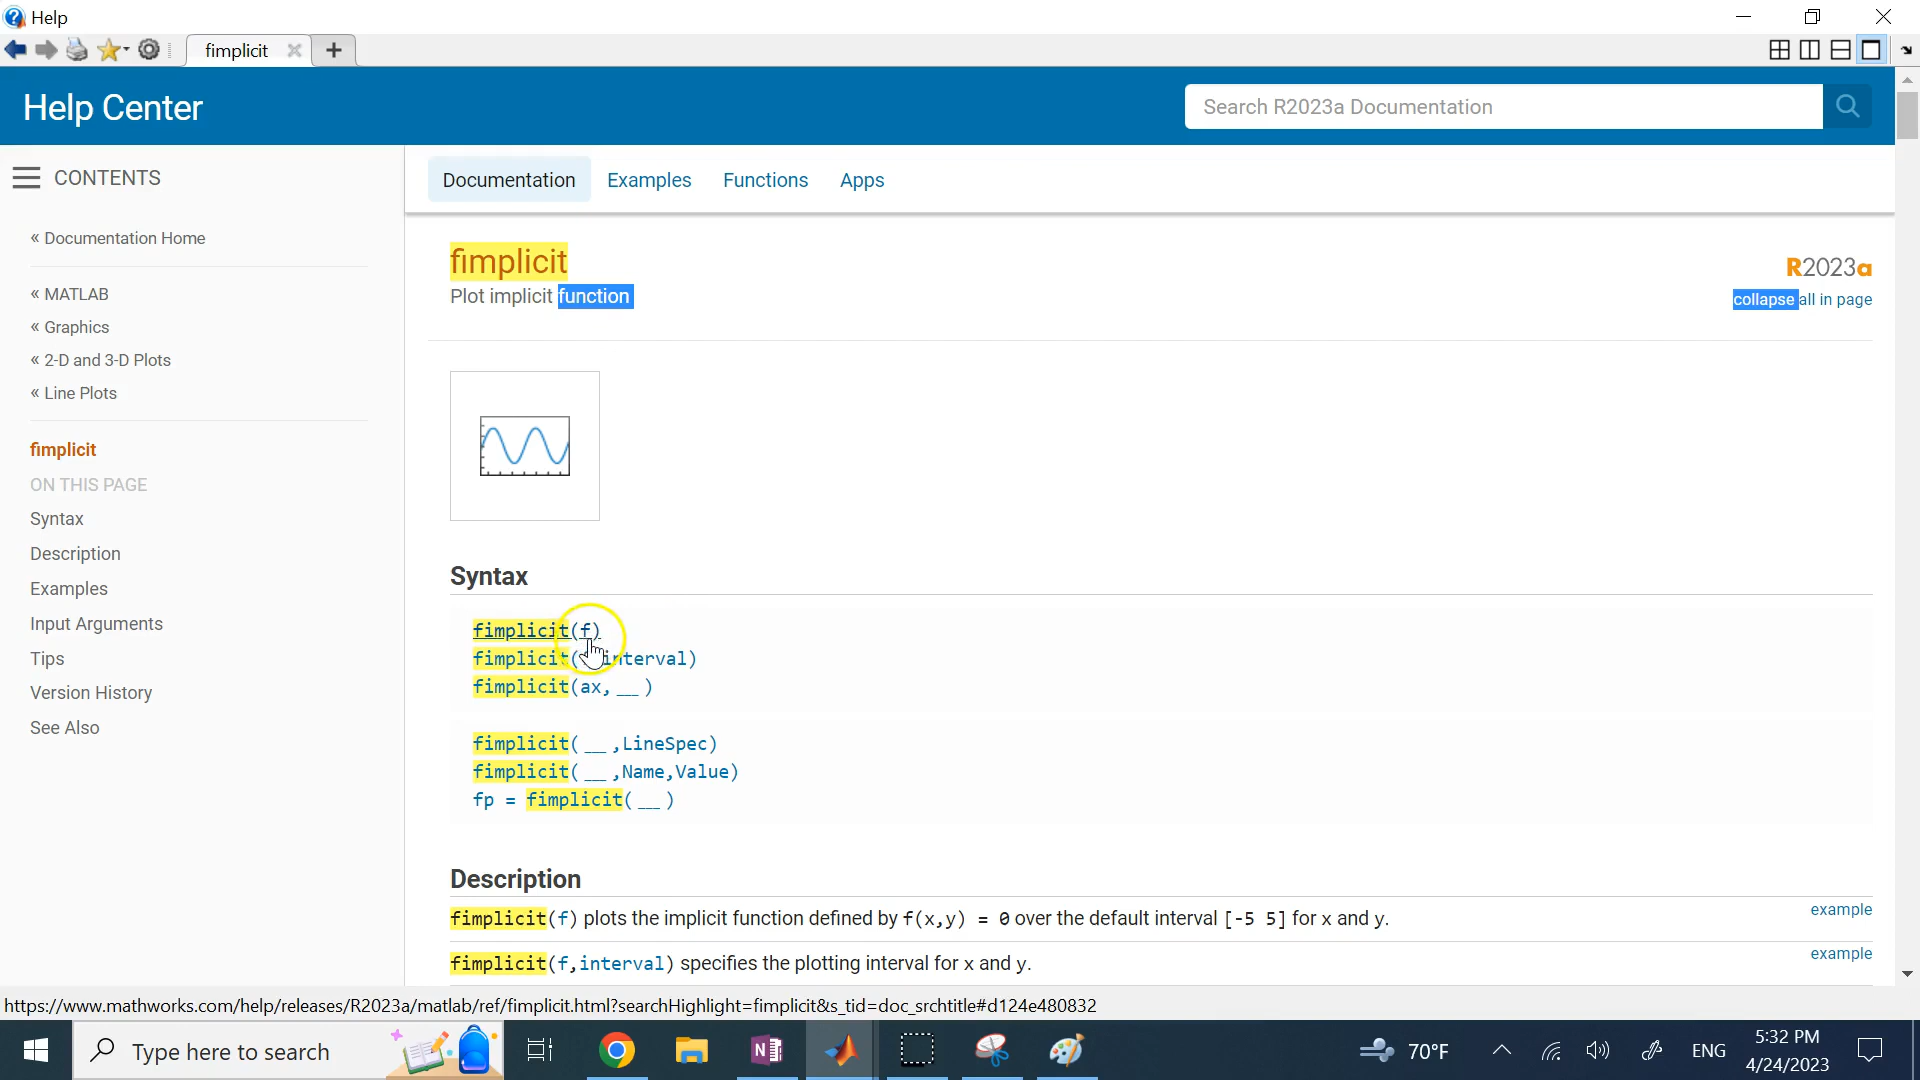 Help
fimplicit
Help Center
Search R2023a Documentation
CONTENTS
Documentation Examples Functions Apps
« Documentation Home
« MATLAB
« Graphics
« 2-D and 3-D Plots
« Line Plots
fimplicit
ON THIS PAGE
Syntax
Description
Examples
Input Arguments
Tips
Version History
See Also
fimplicit
Plot implicit function
R2023a
collapse all in page
Syntax
fimplicit(f)
fimplicit( interval)
fimplicit(ax,__)
fimplicit(__,LineSpec)
fimplicit(__,Name,Value)
fp = fimplicit(__)
Description
fimplicit(f) plots the implicit function defined by f(x,y) = 0 over the default interval [-5 5] for x and y.
example
fimplicit(f,interval) specifies the plotting interval for x and y.
example
https://www.mathworks.com/help/releases/R2023a/matlab/ref/fimplicit.html?searchHighlight=fimplicit&s_tid=doc_srchtitle#d124e480832
Type here to search
70°F
ENG
5:32 PM
4/24/2023